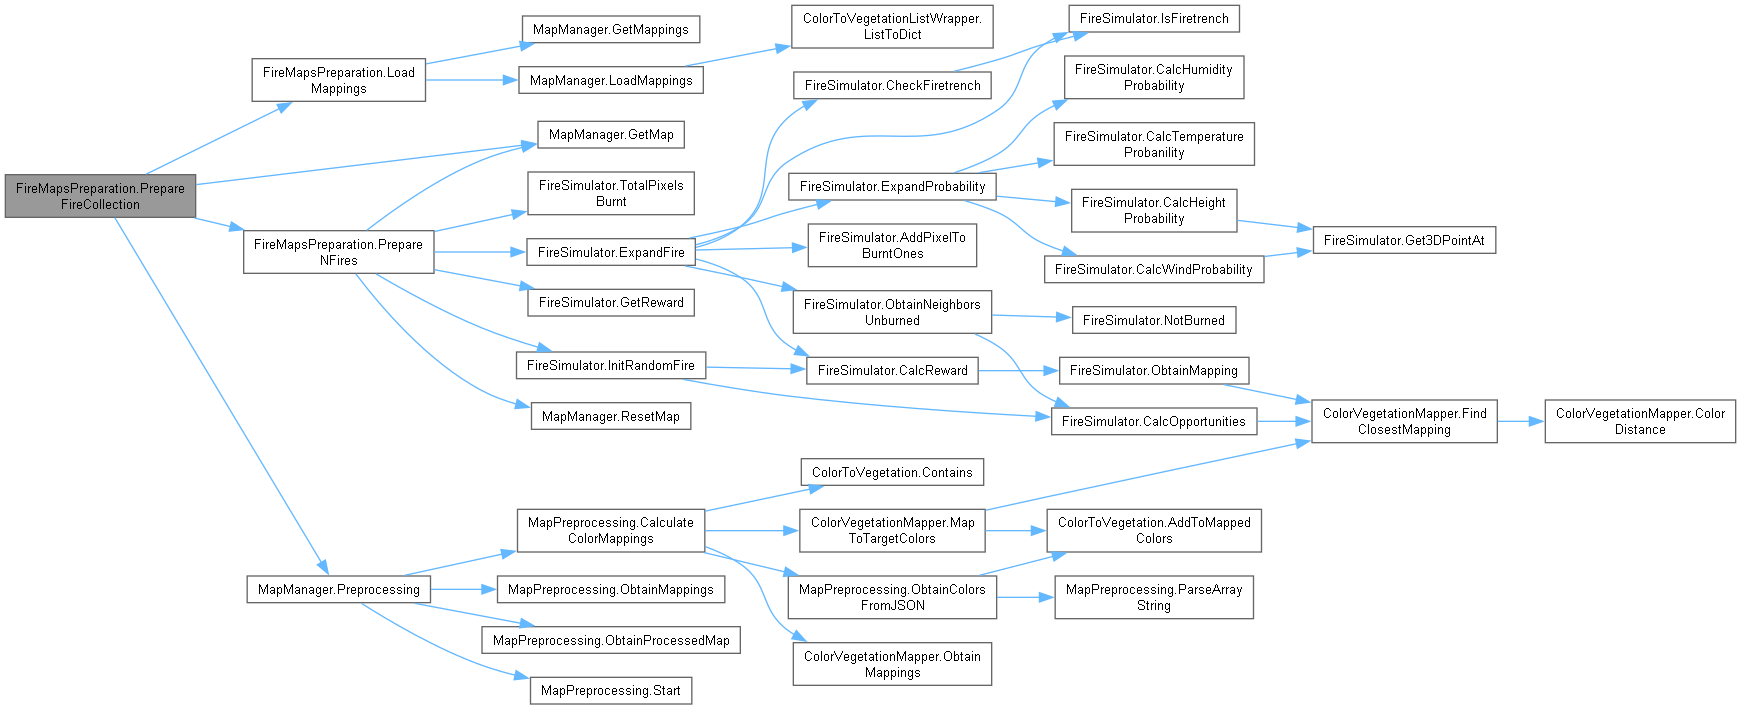 FireMapsPreparation.Prepare
FireCollection
FireMapsPreparation.Load
Mappings
FireMapsPreparation.Prepare
NFires
MapManager.Preprocessing
MapManager.GetMappings
MapManager.LoadMappings
MapManager.GetMap
FireSimulator.TotalPixels
Burnt
FireSimulator.ExpandFire
FireSimulator.GetReward
FireSimulator.InitRandomFire
MapManager.ResetMap
MapPreprocessing.Calculate
ColorMappings
MapPreprocessing.ObtainMappings
MapPreprocessing.ObtainProcessedMap
MapPreprocessing.Start
ColorToVegetationListWrapper.
ListToDict
FireSimulator.CheckFiretrench
FireSimulator.ExpandProbability
FireSimulator.AddPixelTo
BurntOnes
FireSimulator.ObtainNeighbors
Unburned
FireSimulator.CalcReward
ColorToVegetation.Contains
ColorVegetationMapper.Map
ToTargetColors
MapPreprocessing.ObtainColors
FromJSON
ColorVegetationMapper.Obtain
Mappings
FireSimulator.IsFiretrench
FireSimulator.CalcHumidity
Probability
FireSimulator.CalcTemperature
Probanility
FireSimulator.CalcHeight
Probability
FireSimulator.CalcWindProbability
FireSimulator.NotBurned
FireSimulator.ObtainMapping
FireSimulator.CalcOpportunities
ColorToVegetation.AddToMapped
Colors
MapPreprocessing.ParseArray
String
FireSimulator.Get3DPointAt
ColorVegetationMapper.Find
ClosestMapping
ColorVegetationMapper.Color
Distance